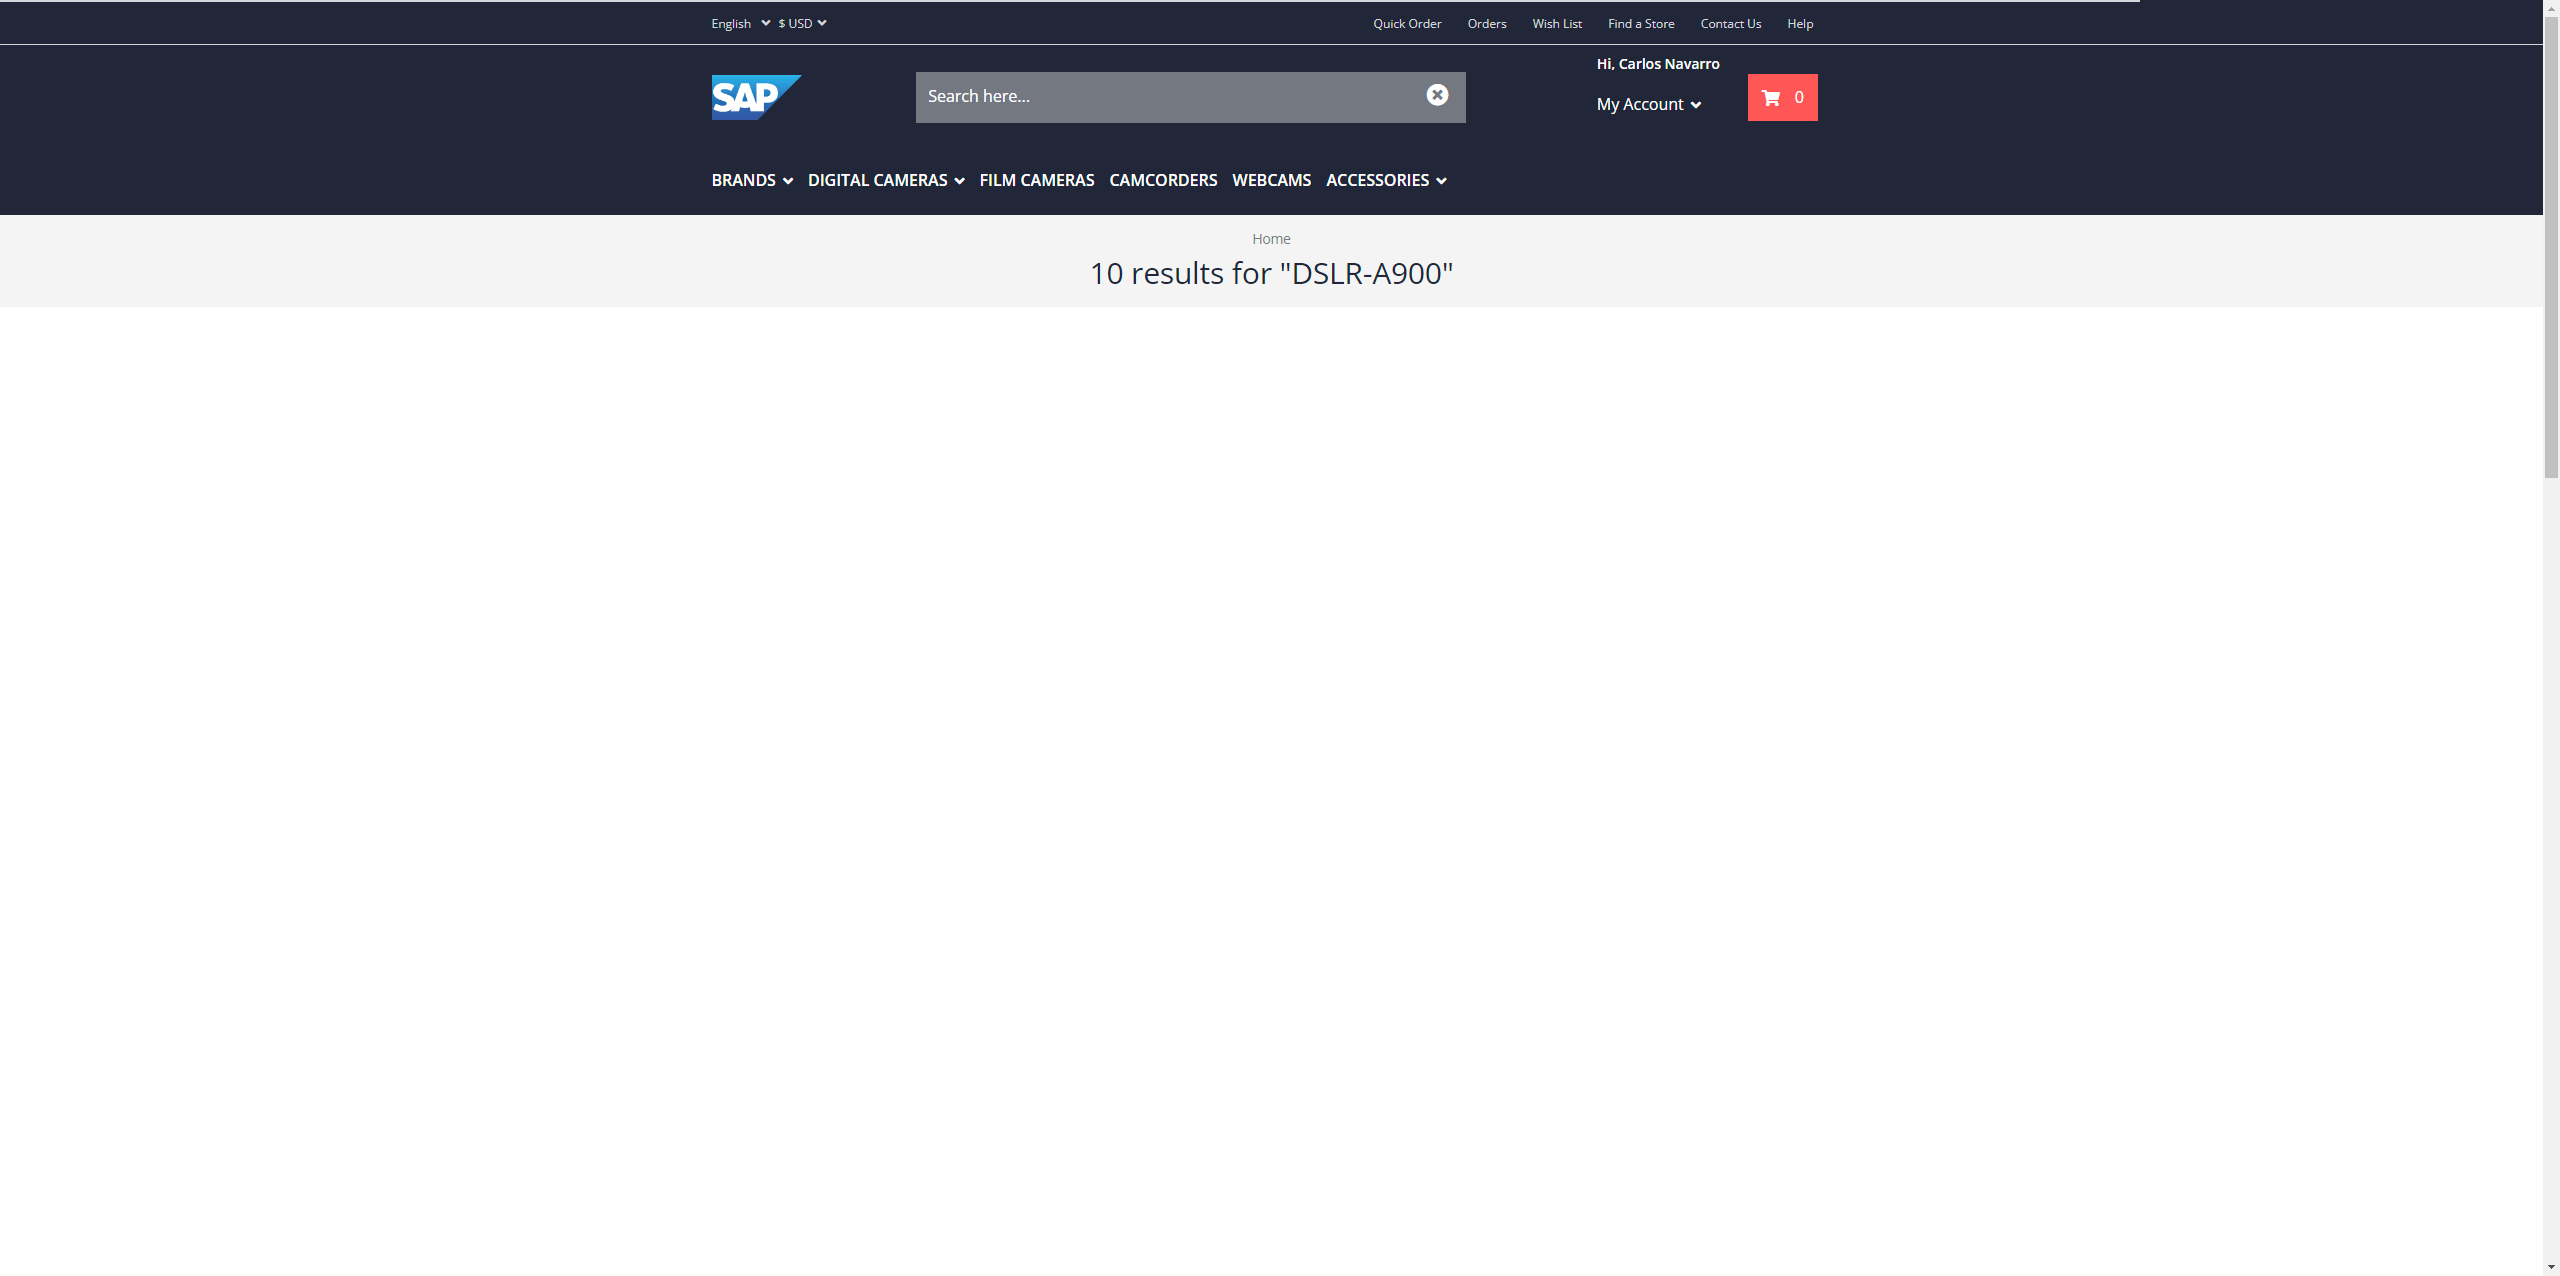 English $ USD Quick Order Orders Wish List Find a Store Contact Us Help
Hi, Carlos Navarro
SAP Search here... My Account 0
BRANDS DIGITAL CAMERAS FILM CAMERAS CAMCORDERS WEBCAMS ACCESSORIES
Home
10 results for "DSLR-A900"